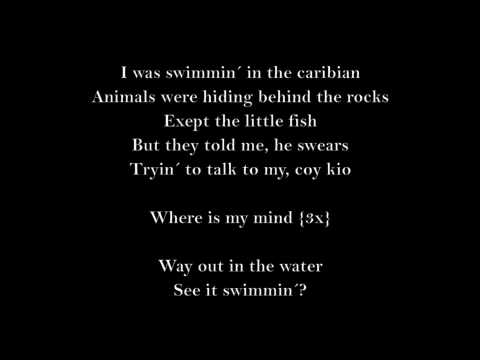 I was swimmin´ in the caribian
Animals were hiding behind the rocks
Exept the little fish
But they told me, he swears
Tryin´ to talk to my, coy kio

Where is my mind {3x}

Way out in the water
See it swimmin´?